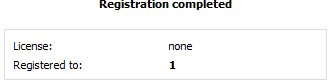 Registration completed
License: none
Registered to: 1